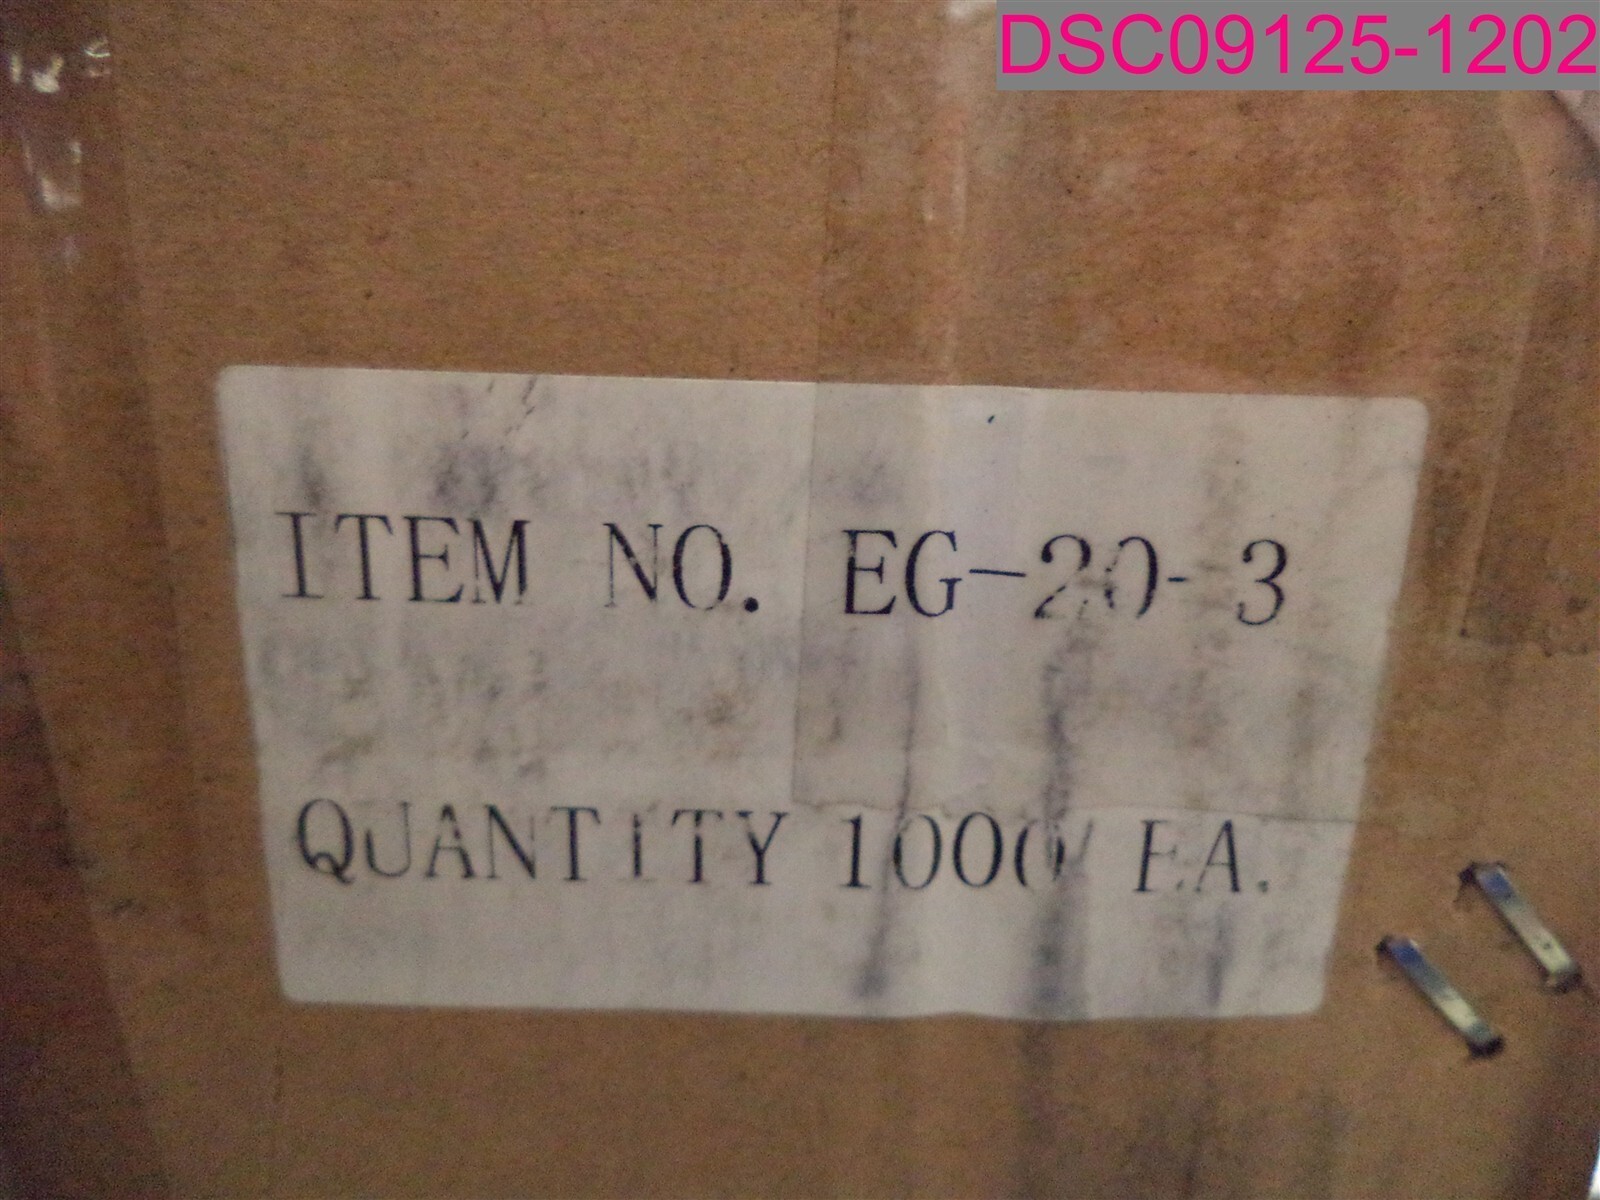 DSC09125-1202
ITEM NO. EG-20-3
QUANTITY 1000/EA.